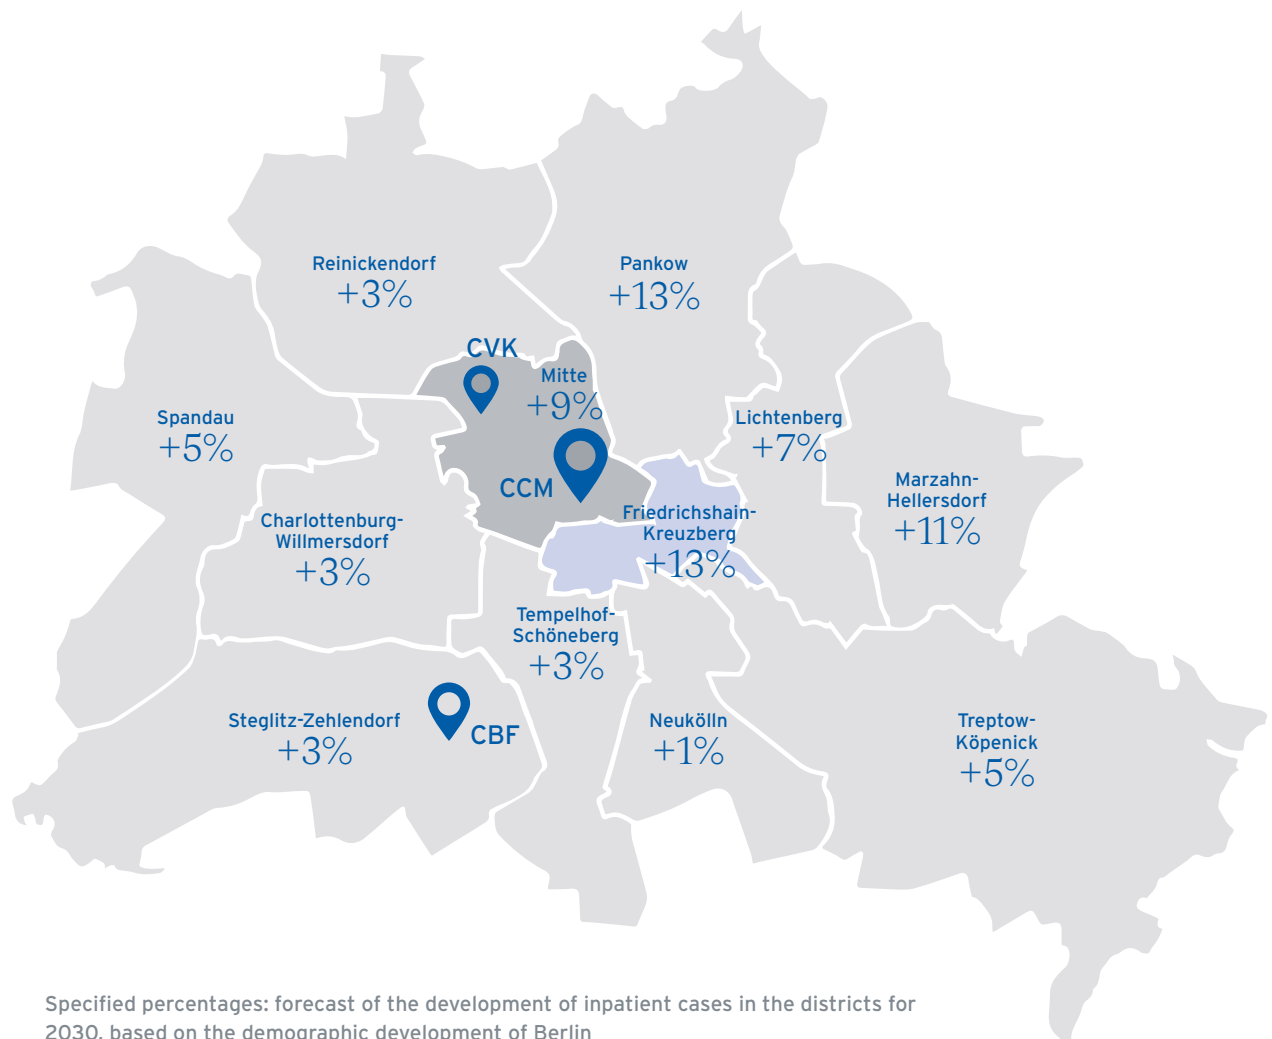 Reinickendorf
+3%
Pankow
+13%
CVK
Mitte
+9%
Spandau
+5%
Lichtenberg
+7%
CCM
Marzahn-
Hellersdorf
+11%
Charlottenburg-
Willmersdorf
+3%
Friedrichshain-
Kreuzberg
+13%
Tempelhof-
Schöneberg
+3%
Steglitz-Zehlendorf
+3%
CBF
Neukölln
+1%
Treptow-
Köpenick
+5%
Specified percentages: forecast of the development of inpatient cases in the districts for
2030, based on the demographic development of Berlin